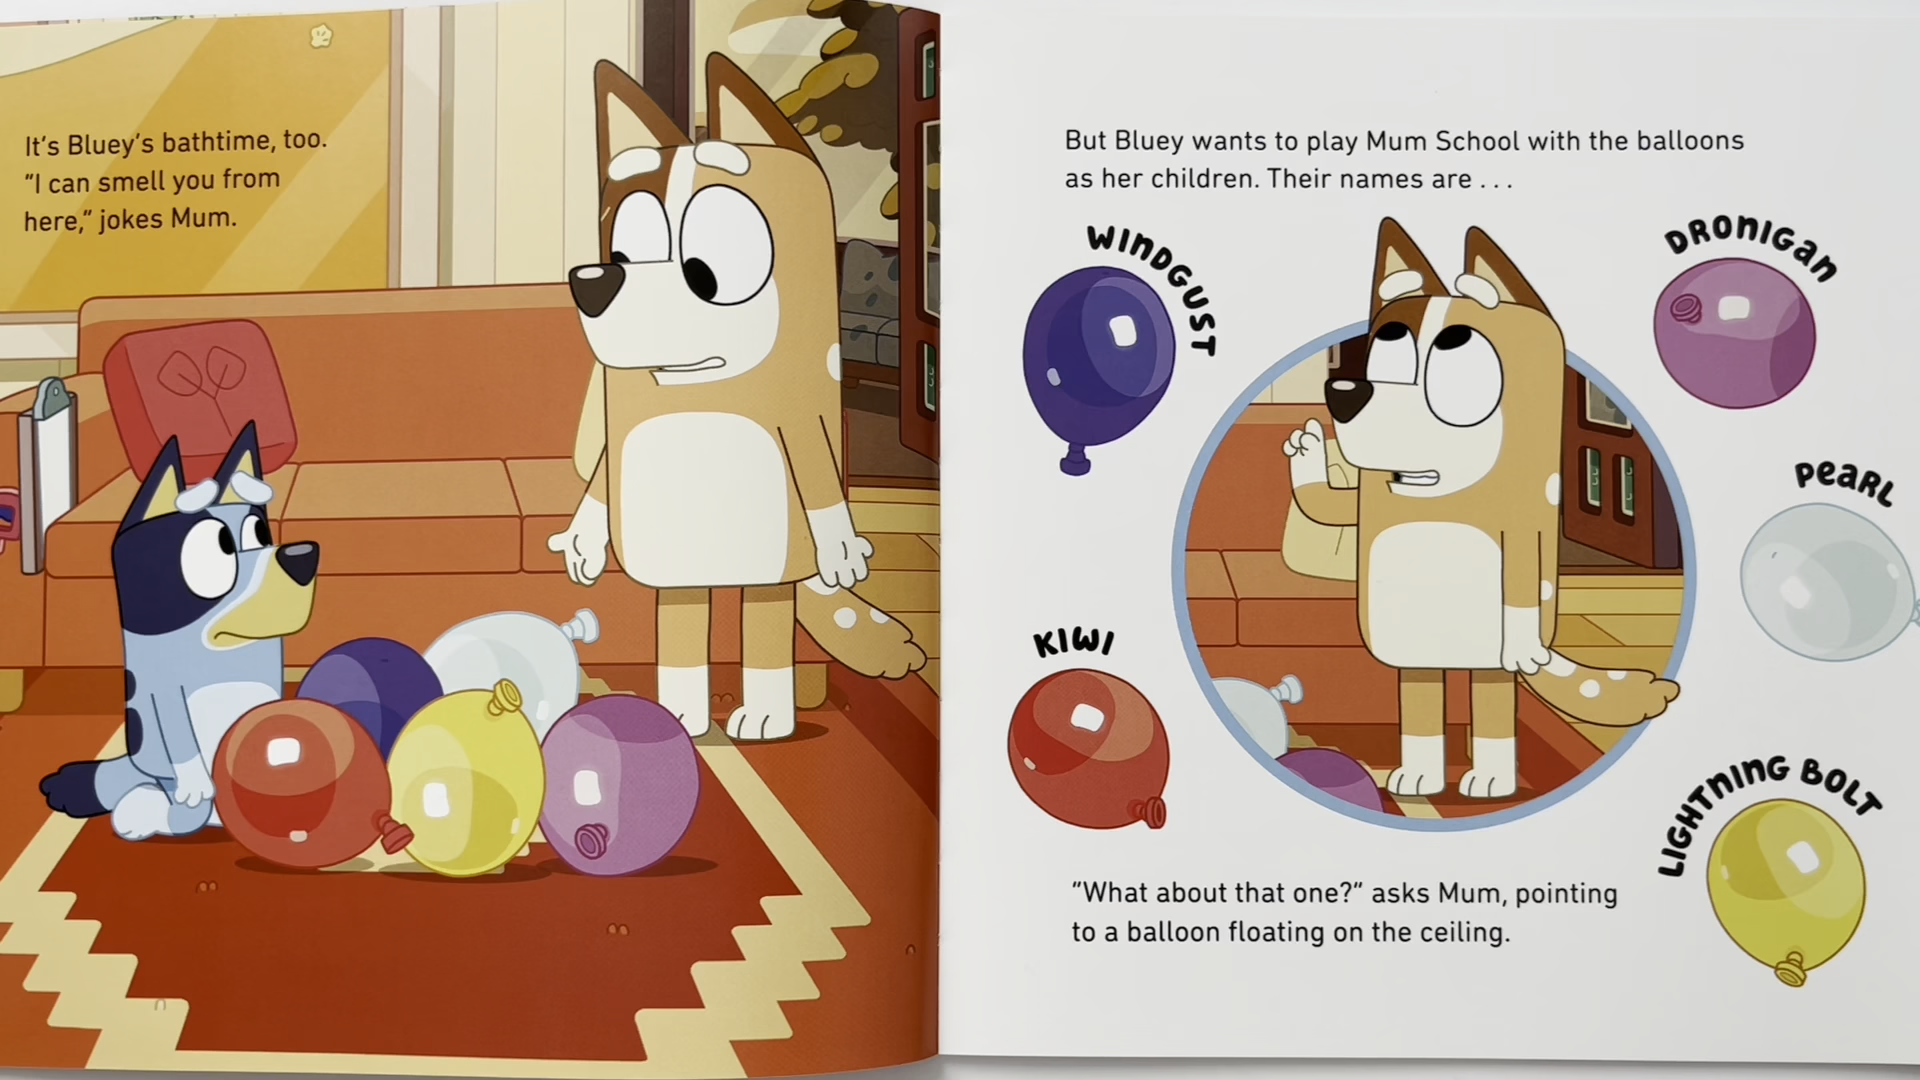 It's Bluey's bathtime, too.
"I can smell you from
here," jokes Mum.
But Bluey wants to play Mum School with the balloons
as her children. Their names are . . .
WINDGUST
DRONIGAN
PEARL
KIWI
LIGHTNING BOLT
"What about that one?" asks Mum, pointing
to a balloon floating on the ceiling.